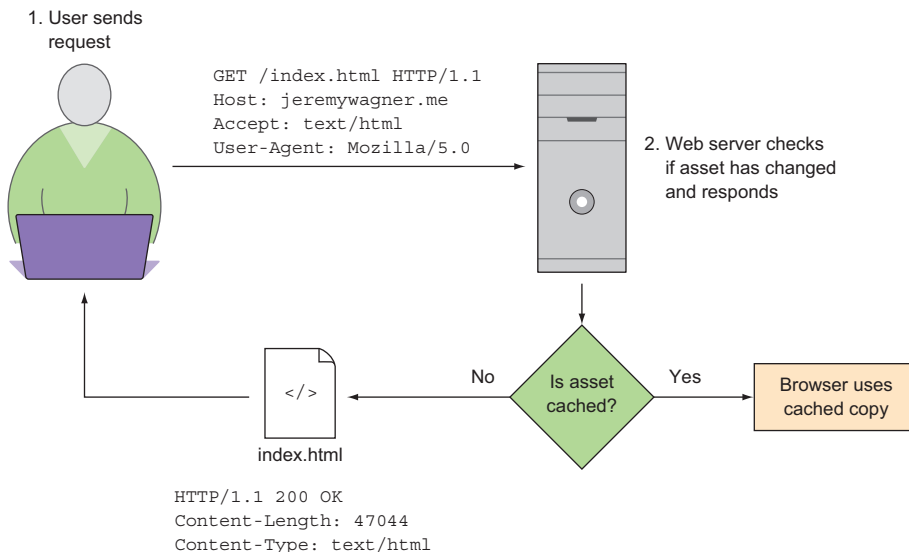 1. User sends
request
GET /index.html HTTP/1.1
Host: jeremywagner.me
Accept: text/html
User-Agent: Mozilla/5.0
2. Web server checks
if asset has changed
and responds
Is asset
cached?
No
Yes
Browser uses
cached copy
</>
index.html
HTTP/1.1 200 OK
Content-Length: 47044
Content-Type: text/html